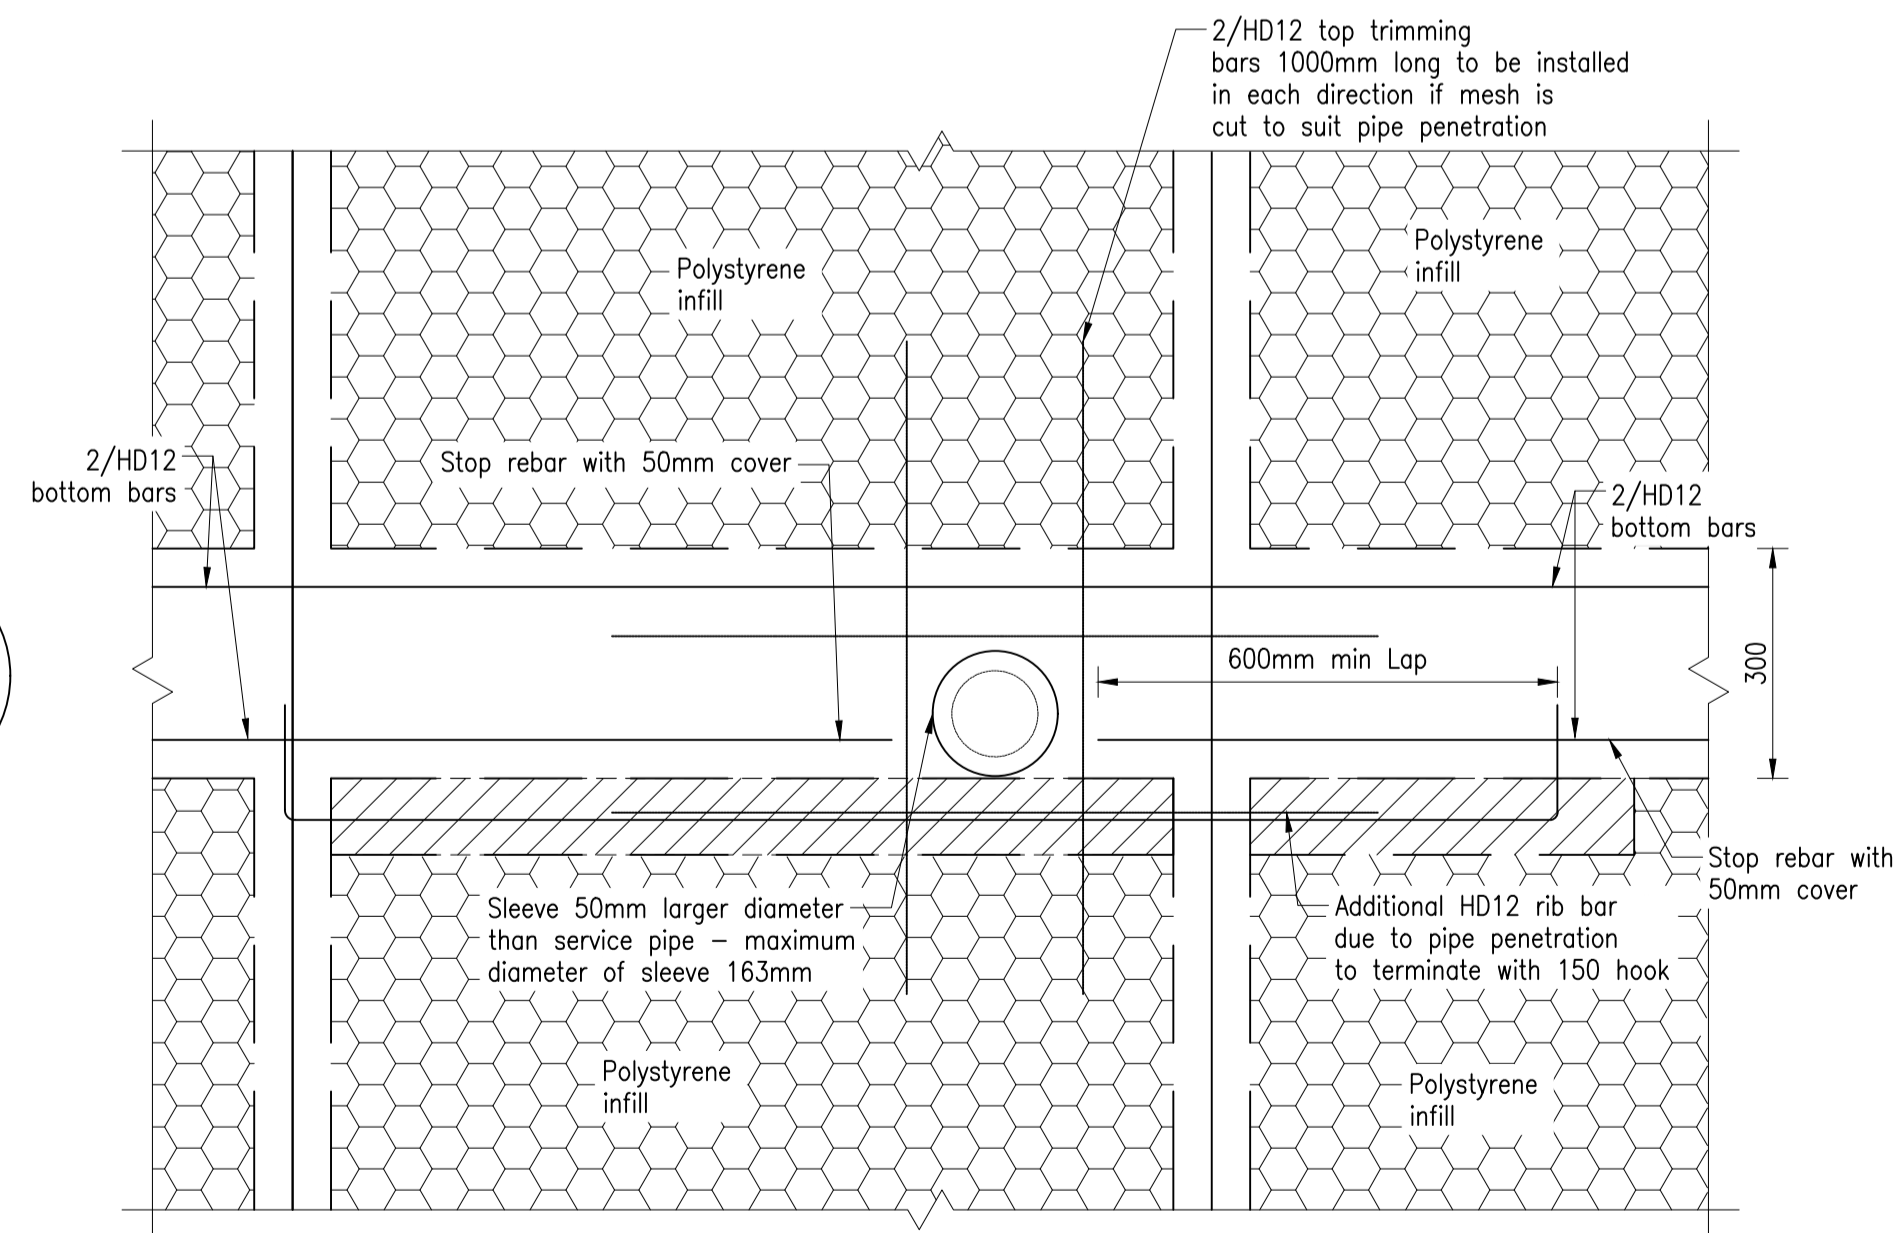 2/HD12 top trimming
bars 1000mm long to be installed
in each direction if mesh is
cut to suit pipe penetration
Polystyrene
infill
Polystyrene
infill
2/HD12
bottom bars
Stop rebar with 50mm cover
2/HD12
bottom bars
600mm min Lap
300
Stop rebar with
50mm cover
Sleeve 50mm larger diameter
than service pipe – maximum
diameter of sleeve 163mm
Additional HD12 rib bar
due to pipe penetration
to terminate with 150 hook
Polystyrene
infill
Polystyrene
infill